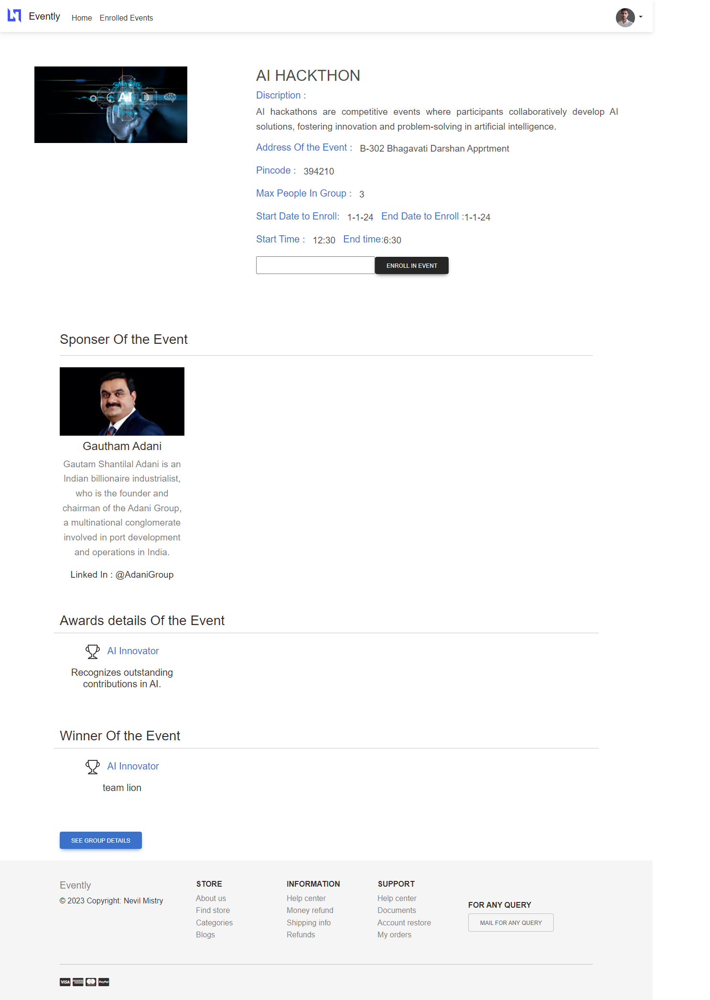 Evently Home Enrolled Events
AI
AI HACKTHON
Discription :
AI hackathons are competitive events where participants collaboratively develop AI
solutions, fostering innovation and problem-solving in artificial intelligence.
Address Of the Event : B-302 Bhagavati Darshan Apprtment
Pincode : 394210
Max People In Group : 3
Start Date to Enroll: 1-1-24 End Date to Enroll :1-1-24
Start Time : 12:30 End time:6:30
ENROLL IN EVENT
Sponser Of the Event
Gautham Adani
Gautam Shantilal Adani is an
Indian billionaire industrialist,
who is the founder and
chairman of the Adani Group,
a multinational conglomerate
involved in port development
and operations in India.
Linked In : @AdaniGroup
Awards details Of the Event
AI Innovator
Recognizes outstanding
contributions in AI.
Winner Of the Event
AI Innovator
team lion
SEE GROUP DETAILS
Evently
© 2023 Copyright: Nevil Mistry
STORE
About us
Find store
Categories
Blogs
INFORMATION
Help center
Money refund
Shipping info
Refunds
SUPPORT
Help center
Documents
Account restore
My orders
FOR ANY QUERY
MAIL FOR ANY QUERY
VISA
PayPal